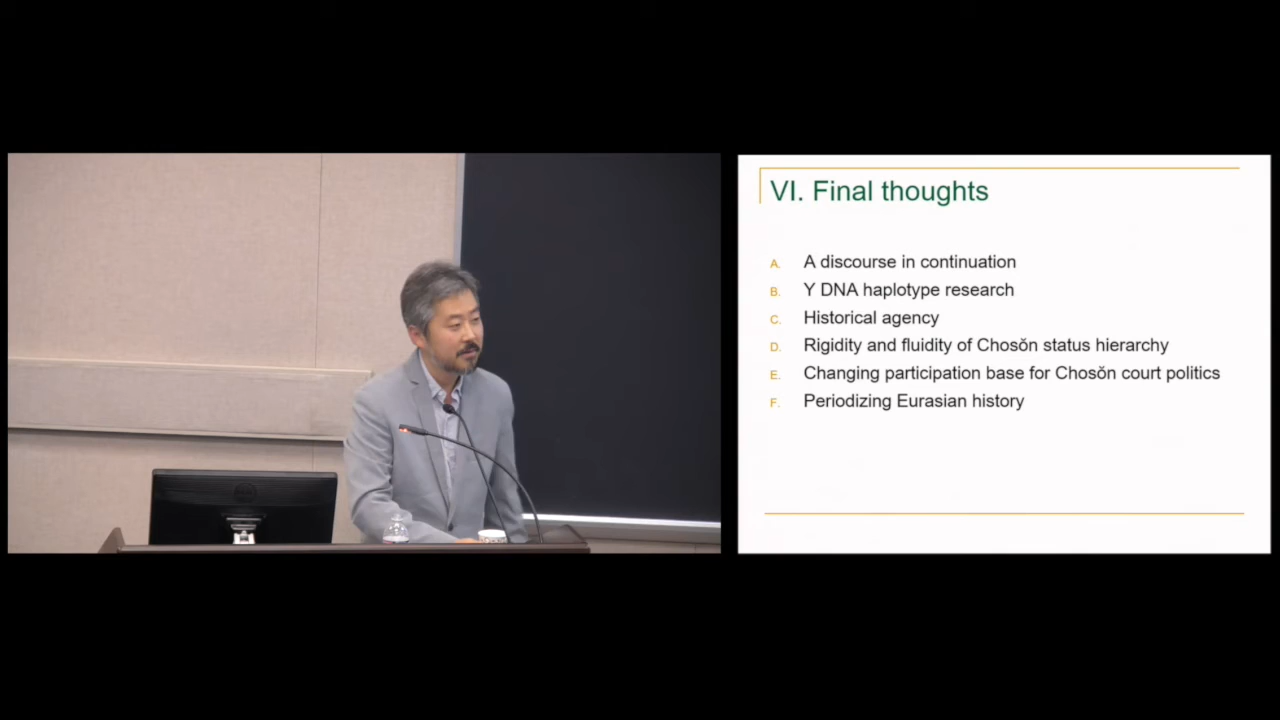 VI. Final thoughts
A. A discourse in continuation
B. Y DNA haplotype research
C. Historical agency
D. Rigidity and fluidity of Chosŏn status hierarchy
E. Changing participation base for Chosŏn court politics
F. Periodizing Eurasian history